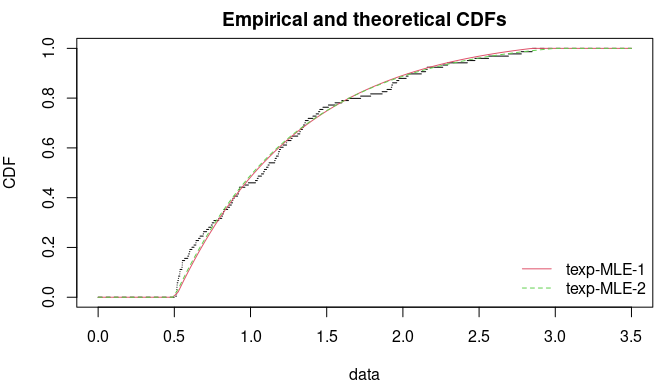 Empirical and theoretical CDFs
CDF
1.0
0.8
0.6
0.4
0.2
0.0
texp-MLE-1
texp-MLE-2
0.0 0.5 1.0 1.5 2.0 2.5 3.0 3.5
data